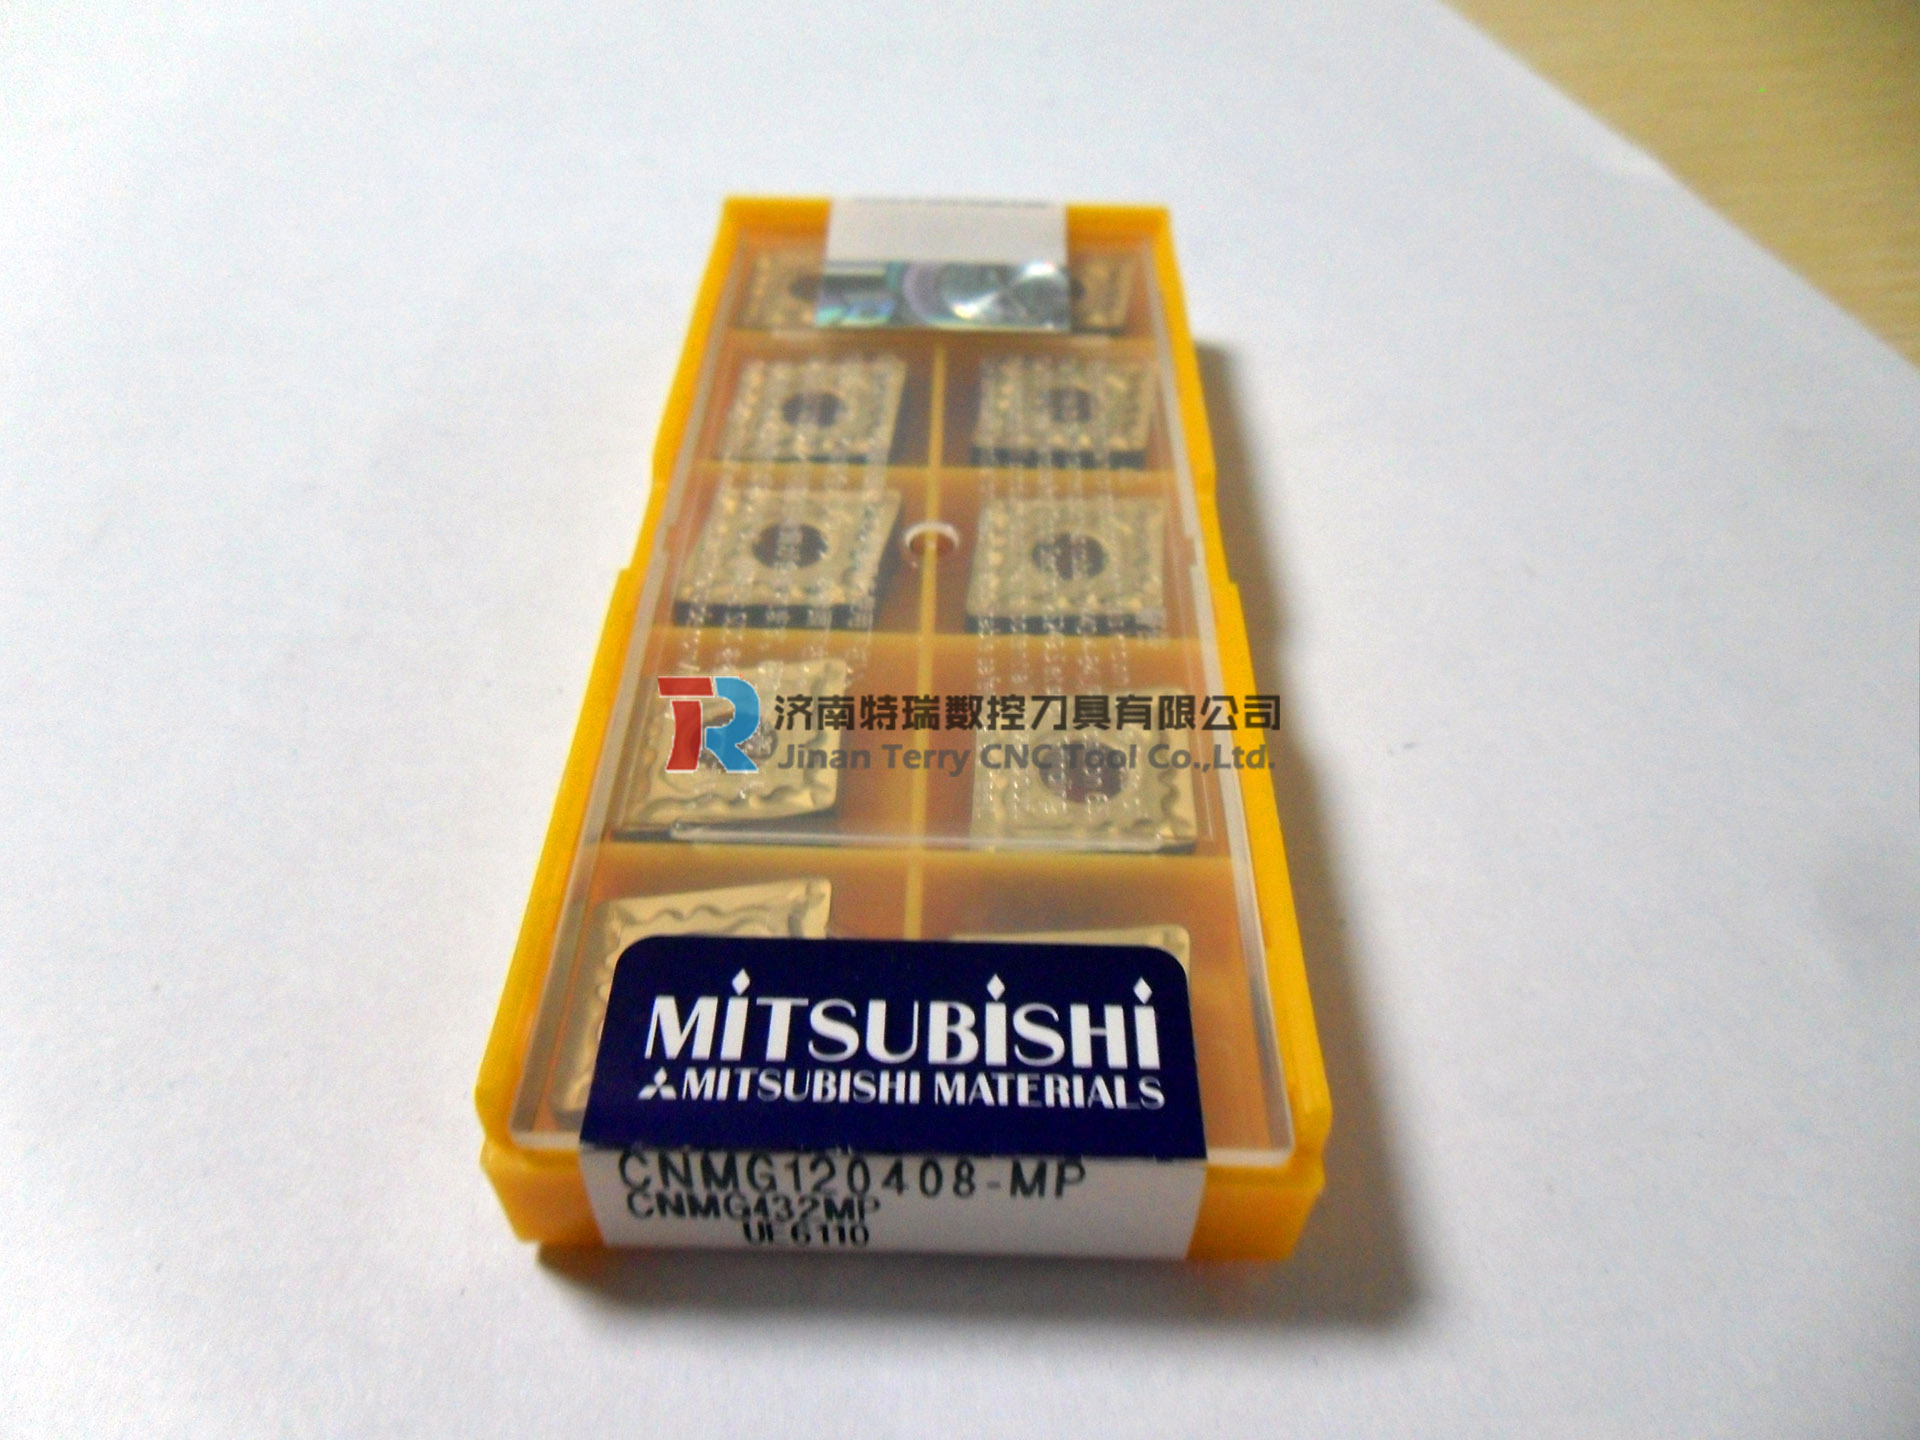 济南特瑞数控刀具有限公司
Jinan Terry CNC Tool Co.,Ltd.
MITSUBISHI
MITSUBISHI MATERIALS
CNMG120408-MP
CNMG432MP
UE6110